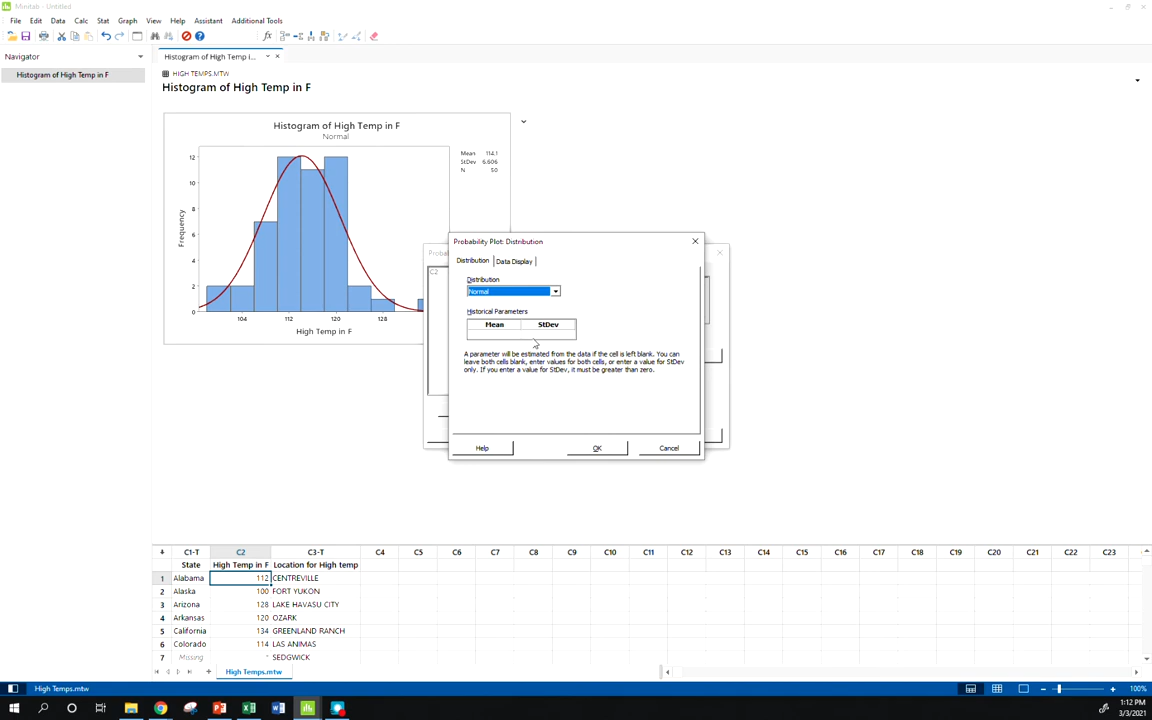 Minitab - Untitled
File Edit Data Calc Stat Graph View Help Assistant Additional Tools
Navigator
Histogram of High Temp i...
Histogram of High Temp in F
HIGH TEMPS.MTW
Histogram of High Temp in F
Histogram of High Temp in F
Normal
Mean 114.1
StDev 6.606
N 50
12
10
8
6
4
2
0
Frequency
104 112 120 128
High Temp in F
Proba
C2
Probability Plot: Distribution
Distribution Data Display
Distribution
Normal
Historical Parameters
Mean StDev
A parameter will be estimated from the data if the cell is left blank. You can
leave both cells blank, enter values for both cells, or enter a value for StDev
only. If you enter a value for StDev, it must be greater than zero.
Help OK Cancel
C1-T C2 C3-T C4 C5 C6 C7 C8 C9 C10 C11 C12 C13 C14 C15 C16 C17 C18 C19 C20 C21 C22 C23
State High Temp in F Location for High temp
1 Alabama 112 CENTREVILLE
2 Alaska 100 FORT YUKON
3 Arizona 128 LAKE HAVASU CITY
4 Arkansas 120 OZARK
5 California 134 GREENLAND RANCH
6 Colorado 114 LAS ANIMAS
7 Missing SEDGWICK
High Temps.mtw
High Temps.mtw
100%
1:12 PM
3/3/2021